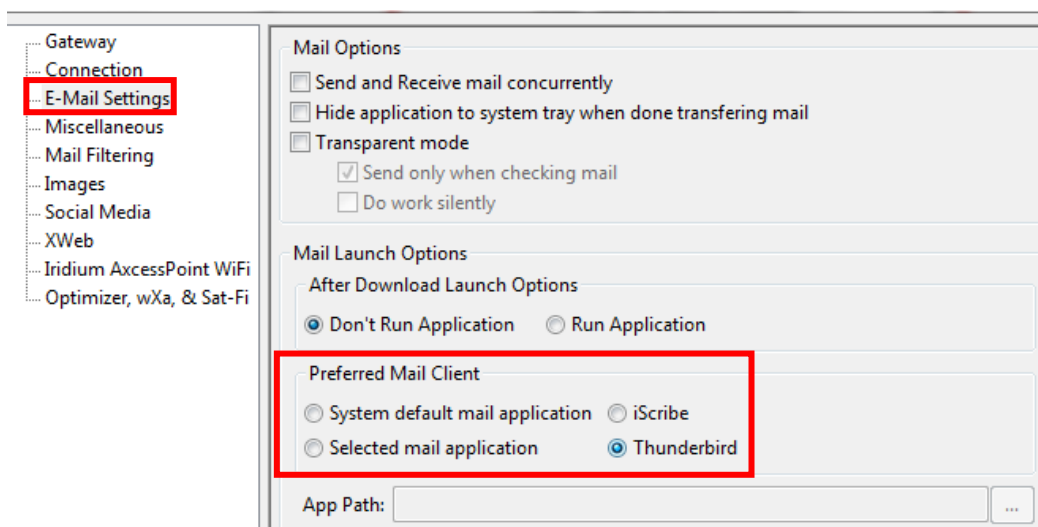 Gateway
Connection
E-Mail Settings
Miscellaneous
Mail Filtering
Images
Social Media
XWeb
Iridium AxcessPoint WiFi
Optimizer, wXa, & Sat-Fi
Mail Options
Send and Receive mail concurrently
Hide application to system tray when done transfering mail
Transparent mode
Send only when checking mail
Do work silently
Mail Launch Options
After Download Launch Options
Don't Run Application Run Application
Preferred Mail Client
System default mail application iScribe
Selected mail application Thunderbird
App Path: ...